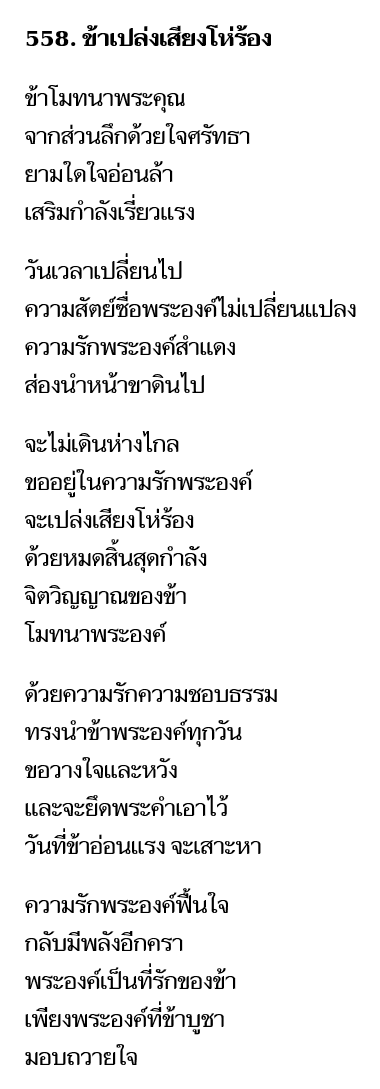 558. ข้าเปล่งเสียงโห่ร้อง
ข้าโมทนาพระคุณ
จากส่วนลึกด้วยใจศรัทธา
ยามใดใจอ่อนล้า
เสริมกำลังเรี่ยวแรง
วันเวลาเปลี่ยนไป
ความสัตย์ซื่อพระองค์ไม่เปลี่ยนแปลง
ความรักพระองค์สำแดง
ส่องนำหน้าขาดินไป
จะไม่เดินห่างไกล
ขออยู่ในความรักพระองค์
จะเปล่งเสียงโห่ร้อง
ด้วยหมดสิ้นสุดกำลัง
จิตวิญญาณของข้า
โมทนาพระองค์
ด้วยความรักความชอบธรรม
ทรงนำข้าพระองค์ทุกวัน
ขอวางใจและหวัง
และจะยึดพระคำเอาไว้
วันที่ข้าอ่อนแรง จะเสาะหา
ความรักพระองค์ฟื้นใจ
กลับมีพลังอีกครา
พระองค์เป็นที่รักของข้า
เพียงพระองค์ที่ข้าบูชา
มอบถวายใจ